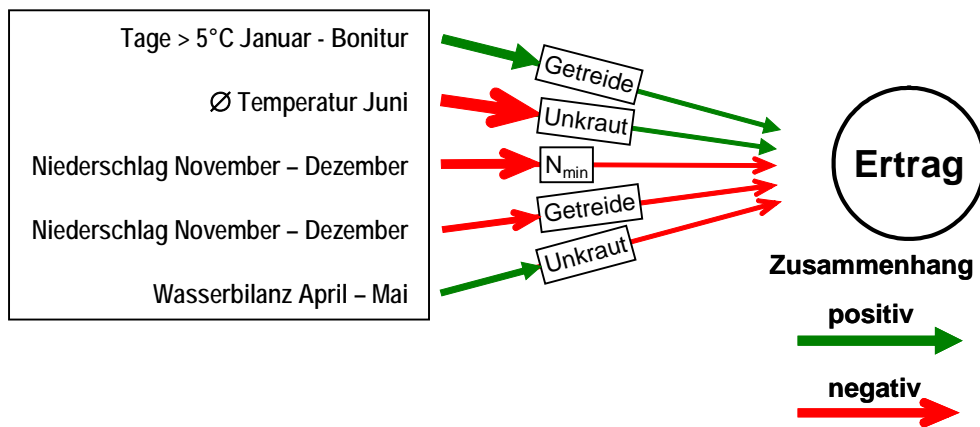 Tage > 5°C Januar - Bonitur
Ø Temperatur Juni
Niederschlag November – Dezember
Niederschlag November – Dezember
Wasserbilanz April – Mai
Getreide
Unkraut
Nmin
Getreide
Unkraut
Ertrag
Zusammenhang
positiv
negativ